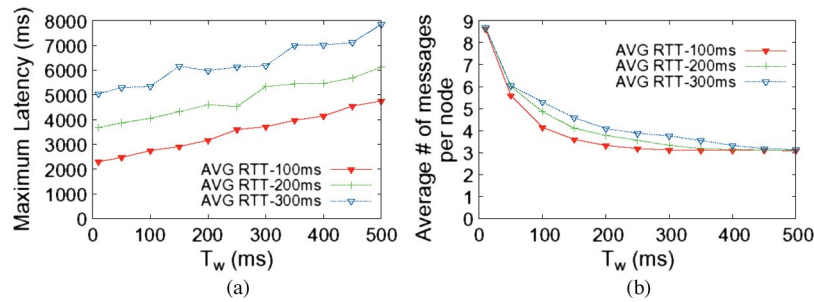 Maximum Latency (ms)
8000
7000
6000
5000
4000
3000
2000
1000
0
AVG RTT-100ms
AVG RTT-200ms
AVG RTT-300ms
0 100 200 300 400 500
Tw (ms)
(a)
Average # of messages
per node
9
8
7
6
5
4
3
2
1
0
AVG RTT-100ms
AVG RTT-200ms
AVG RTT-300ms
0 100 200 300 400 500
Tw (ms)
(b)